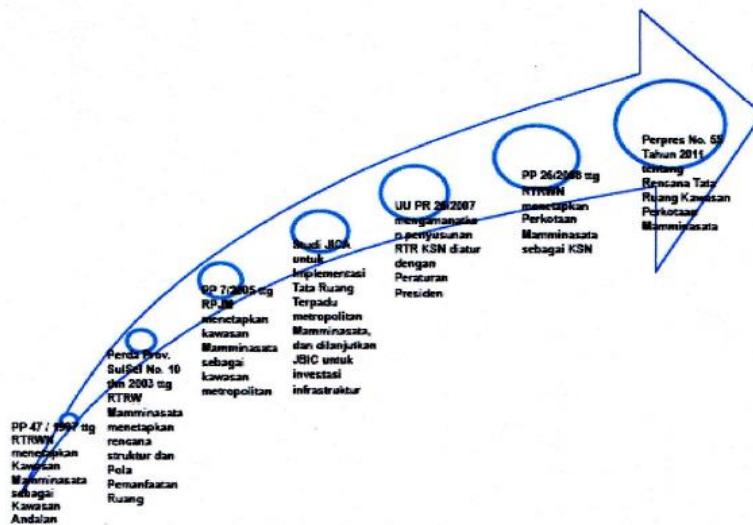 PP 47 / 1997 ttg
RTRWN
menetapkan
Kawasan
Mamminasata
sebagai
Kawasan
Andalan
Perda Prov.
SulSel No. 10
thn 2003 ttg
RTRW
Mamminasata
menetapkan
rencana
struktur dan
Pola
Pemanfaatan
Ruang
PP 7/2005 ttg
RPJM
menetapkan
kawasan
Mamminasata
sebagai
kawasan
metropolitan
Studi JICA
untuk
Implementasi
Tata Ruang
Terpadu
metropolitan
Mamminasata,
dan dilanjutkan
JBIC untuk
investasi
infrastruktur
UU PR 26/2007
mengamanatka
n penyusunan
RTR KSN diatur
dengan
Peraturan
Presiden
PP 26/2008 ttg
RTRWN
menetapkan
Perkotaan
Mamminasata
sebagai KSN
Perpres No. 55
Tahun 2011
tentang
Rencana Tata
Ruang Kawasan
Perkotaan
Mamminasata